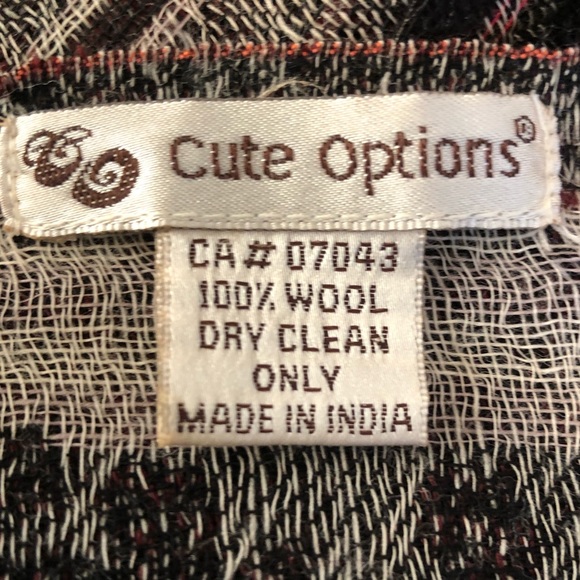 Cute Options®
CA# 07043
100% WOOL
DRY CLEAN
ONLY
MADE IN INDIA